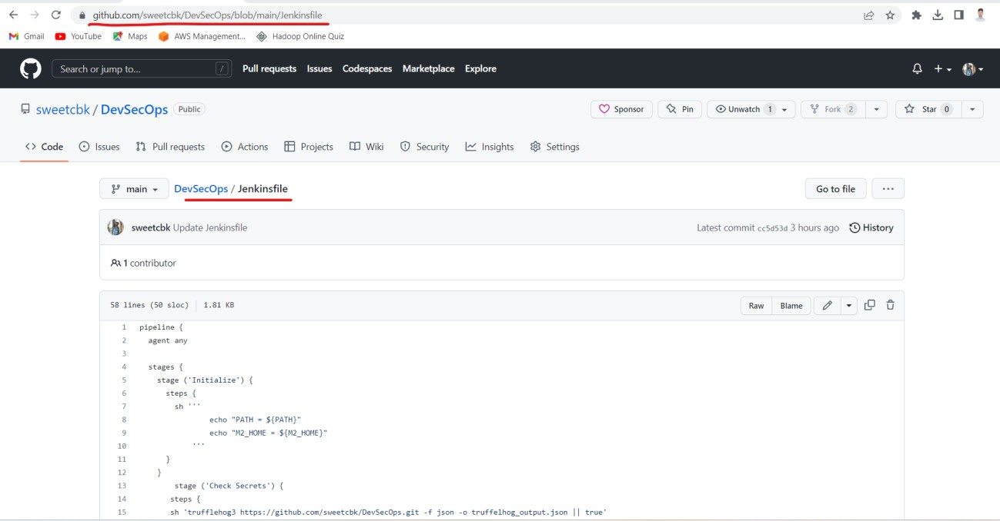 github.com/sweetcbk/DevSecOps/blob/main/Jenkinsfile
Gmail YouTube Maps AWS Management... Hadoop Online Quiz
Search or jump to... / Pull requests Issues Codespaces Marketplace Explore
sweetcbk / DevSecOps Public Sponsor Pin Unwatch 1 Fork 2 Star 0
Code Issues Pull requests Actions Projects Wiki Security Insights Settings
main DevSecOps / Jenkinsfile Go to file ...
sweetcbk Update Jenkinsfile Latest commit cc5d53d 3 hours ago History
1 contributor
58 lines (50 sloc) 1.81 KB Raw Blame
1 pipeline {
2 agent any
3
4 stages {
5 stage ('Initialize') {
6 steps {
7 sh '''
8 echo "PATH = ${PATH}"
9 echo "M2_HOME = ${M2_HOME}"
10 '''
11 }
12 }
13 stage ('Check Secrets') {
14 steps {
15 sh 'trufflehog3 https://github.com/sweetcbk/DevSecOps.git -f json -o truffelhog_output.json || true'